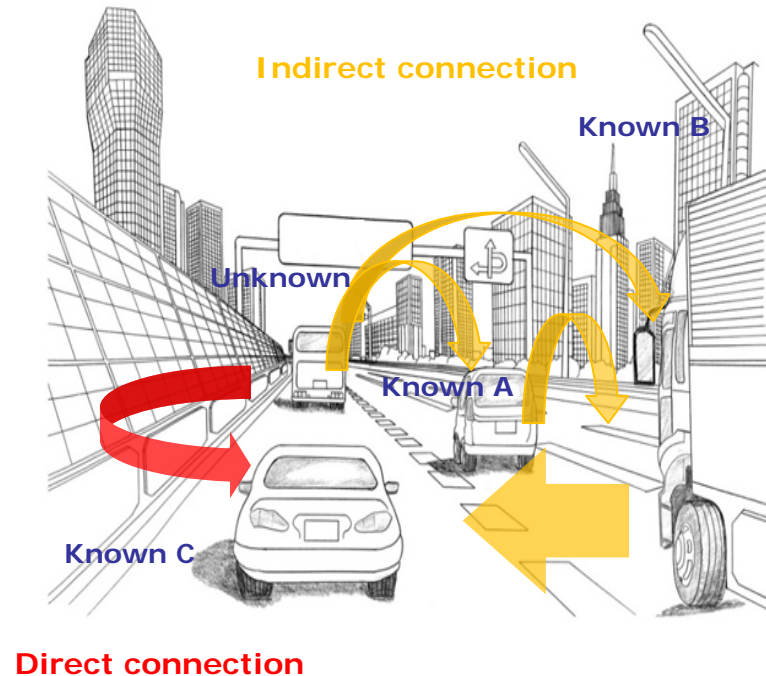 Indirect connection
Known B
Unknown
Known A
Known C
Direct connection